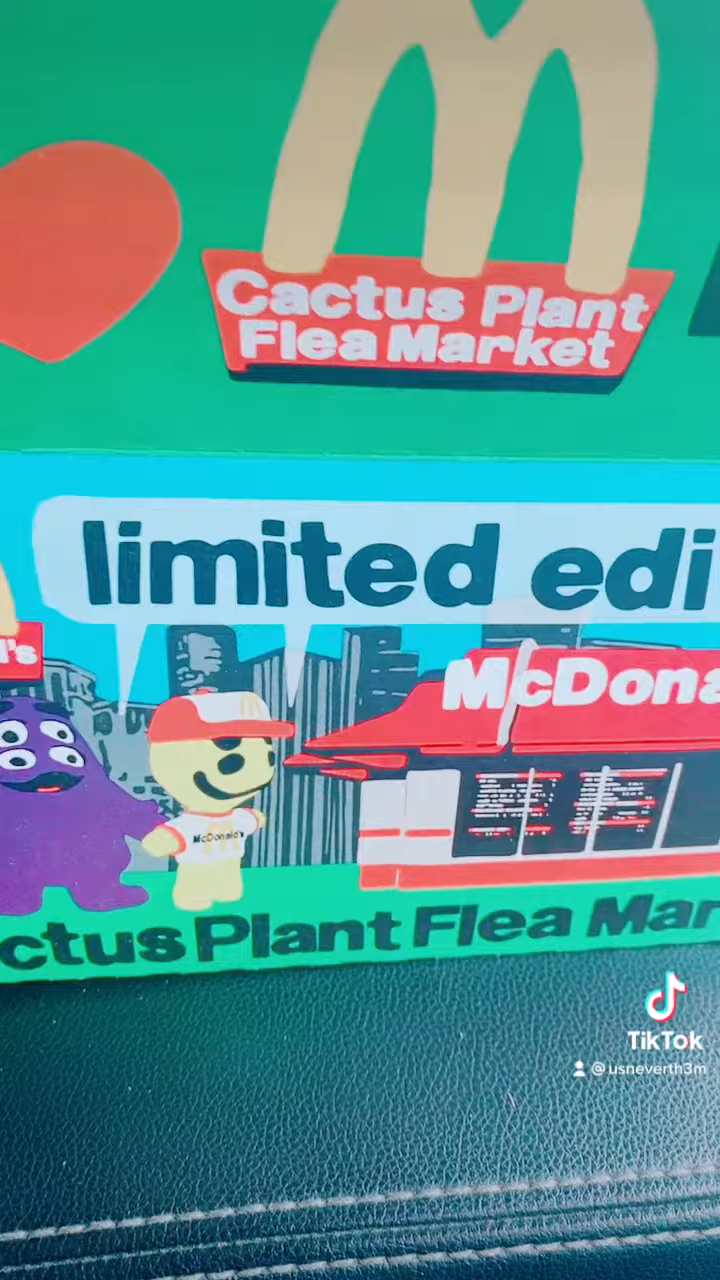 Cactus Plant
Flea Market
limited edi
l's
McDona
McDonald's
ctus Plant Flea Mar
TikTok
@usneverth3m